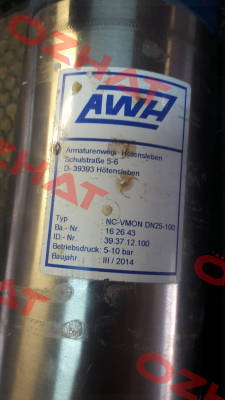 AWH
Armaturenwerk Hötensleben
Schulstraße 5-6
D- 39393 Hötensleben
Typ : NC-VMON DN25-100
Ba.- Nr. : 16 26 43
ID.- Nr. : 39.37 12.100
Betriebsdruck: 5-10 bar
Baujahr : III / 2014
OZHAT
OZHAT
OZHAT